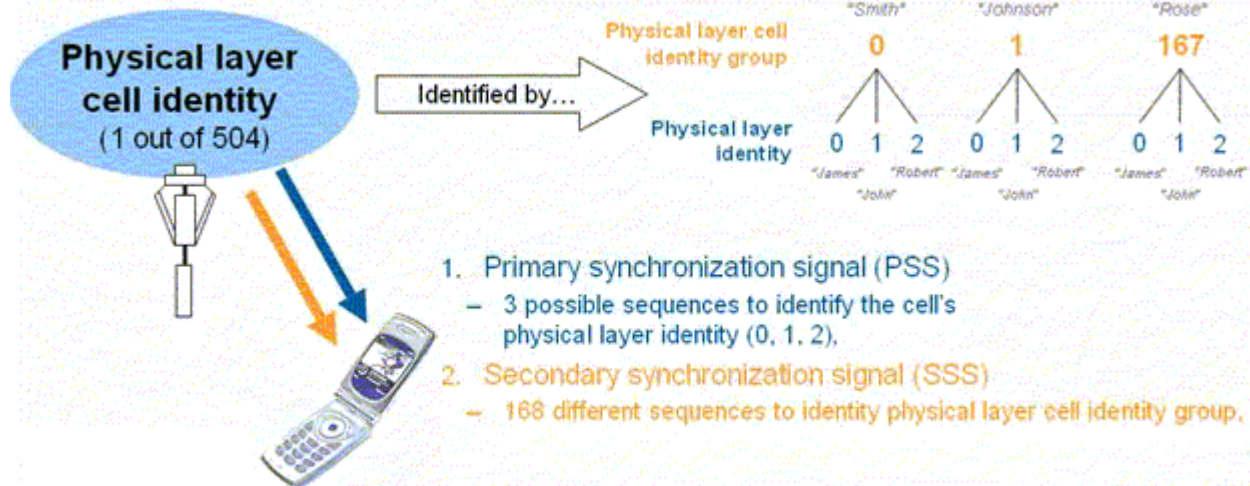 Physical layer
cell identity
(1 out of 504)
Identified by...
Physical layer cell
identity group
"Smith" "Johnson" "Rose"
0 1 167
Physical layer
identity
0 1 2 0 1 2 0 1 2
"James" "Robert" "James" "Robert" "James" "Robert"
"John" "John" "John"
1. Primary synchronization signal (PSS)
– 3 possible sequences to identify the cell's
physical layer identity (0, 1, 2),
2. Secondary synchronization signal (SSS)
– 168 different sequences to identity physical layer cell identity group,